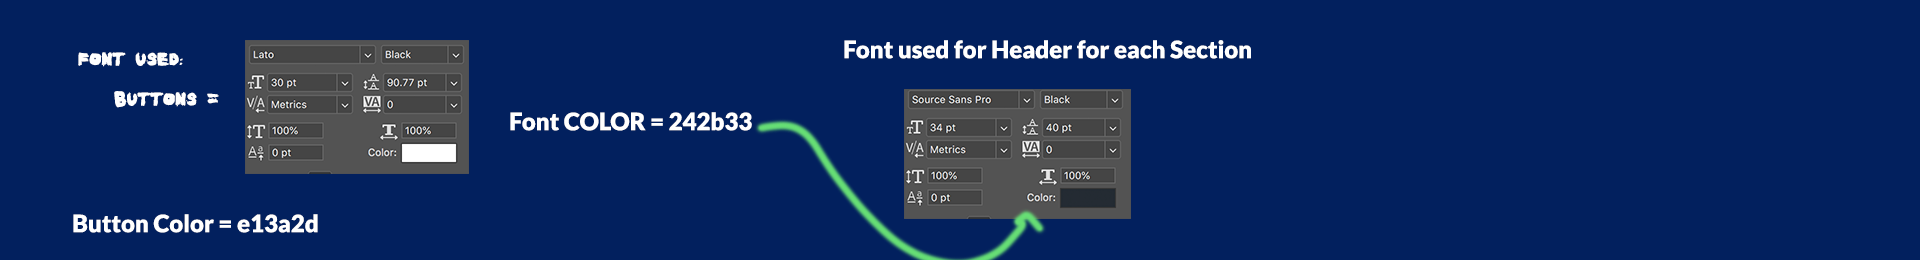 FONT USED:
BUTTONS =
Lato Black
30 pt 90.77 pt
Metrics VA 0
100% 100%
0 pt Color:
Button Color = e13a2d
Font COLOR = 242b33
Font used for Header for each Section
Source Sans Pro Black
34 pt 40 pt
Metrics VA 0
100% 100%
0 pt Color: